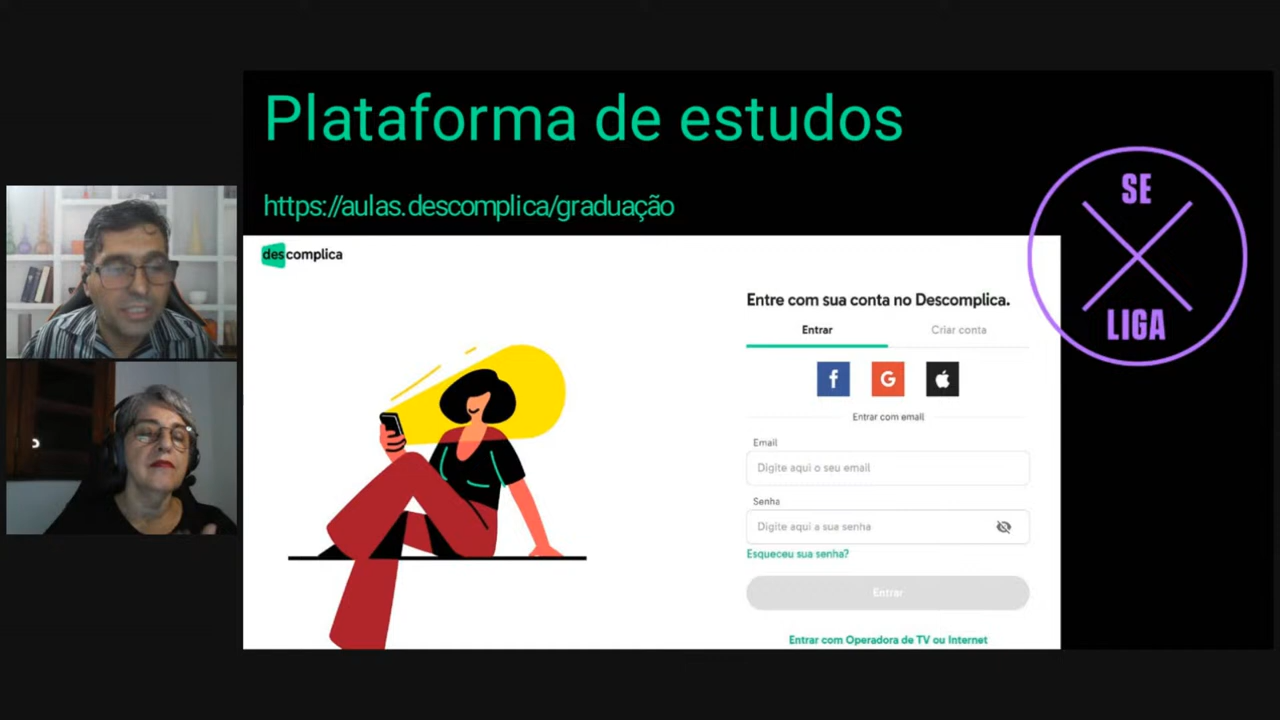 Plataforma de estudos
https://aulas.descomplica/graduação
SE
LIGA
descomplica
Entre com sua conta no Descomplica.
Entrar Criar conta
f G
Entrar com email
Email
Digite aqui o seu email
Senha
Digite aqui a sua senha
Esqueceu sua senha?
Entrar
Entrar com Operadora de TV ou Internet